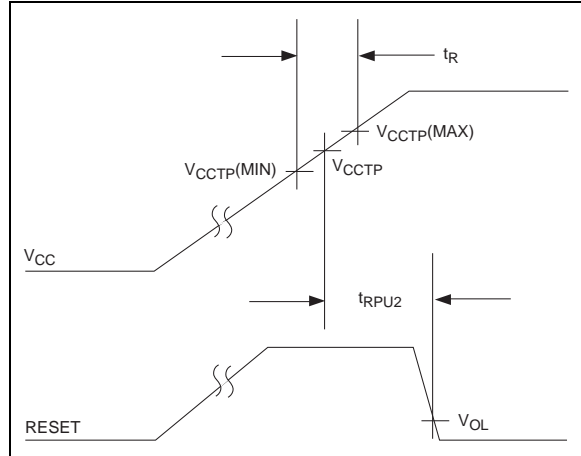 tR
VCCTP(MAX)
VCCTP(MIN)
VCCTP
VCC
tRPU2
RESET
VOL